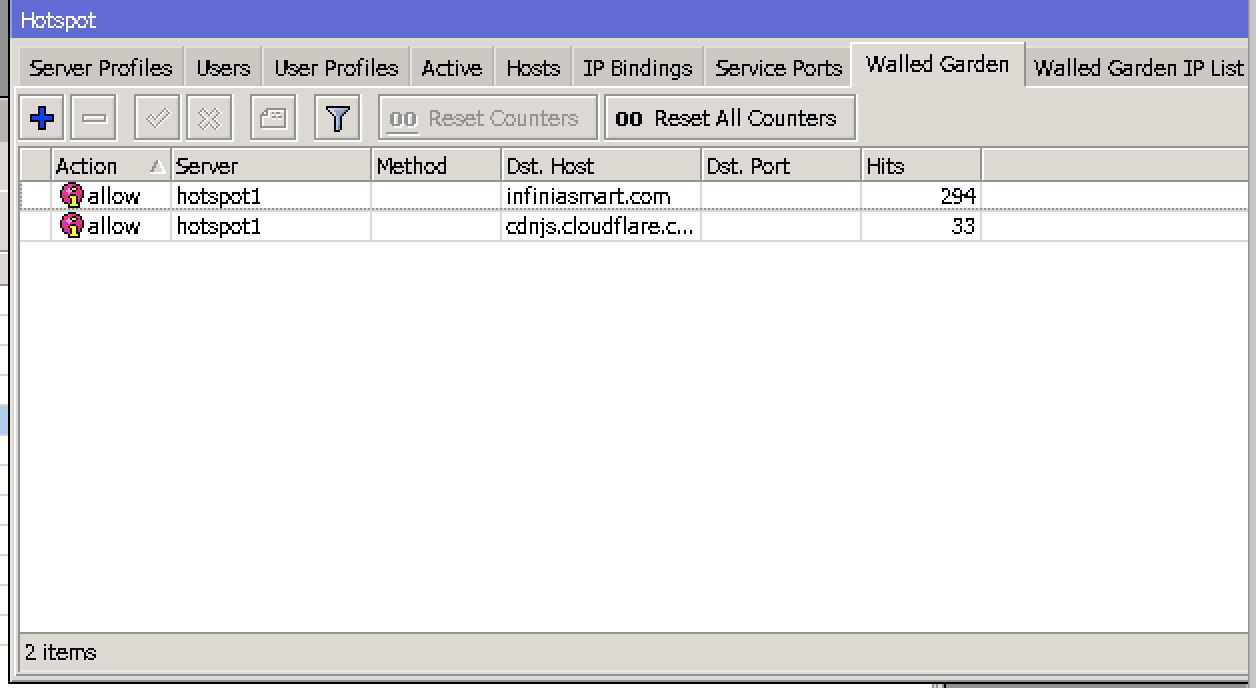 Hotspot
Server Profiles Users User Profiles Active Hosts IP Bindings Service Ports Walled Garden Walled Garden IP List
00 Reset Counters 00 Reset All Counters
Action Server Method Dst. Host Dst. Port Hits
allow hotspot1 infiniasmart.com 294
allow hotspot1 cdnjs.cloudflare.c... 33
2 items